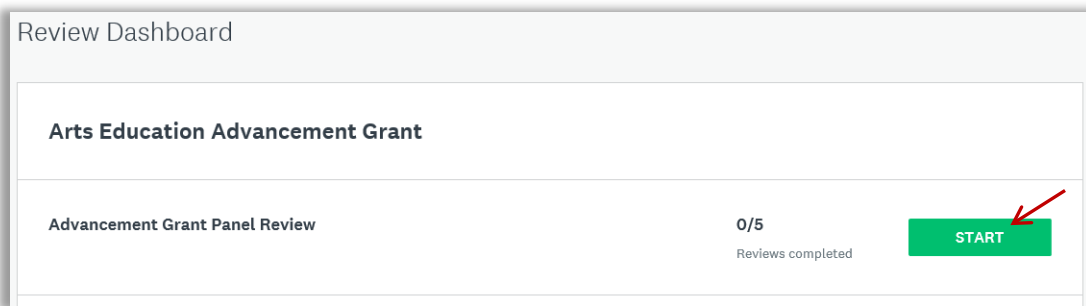 Review Dashboard
Arts Education Advancement Grant
Advancement Grant Panel Review
0/5
Reviews completed
START